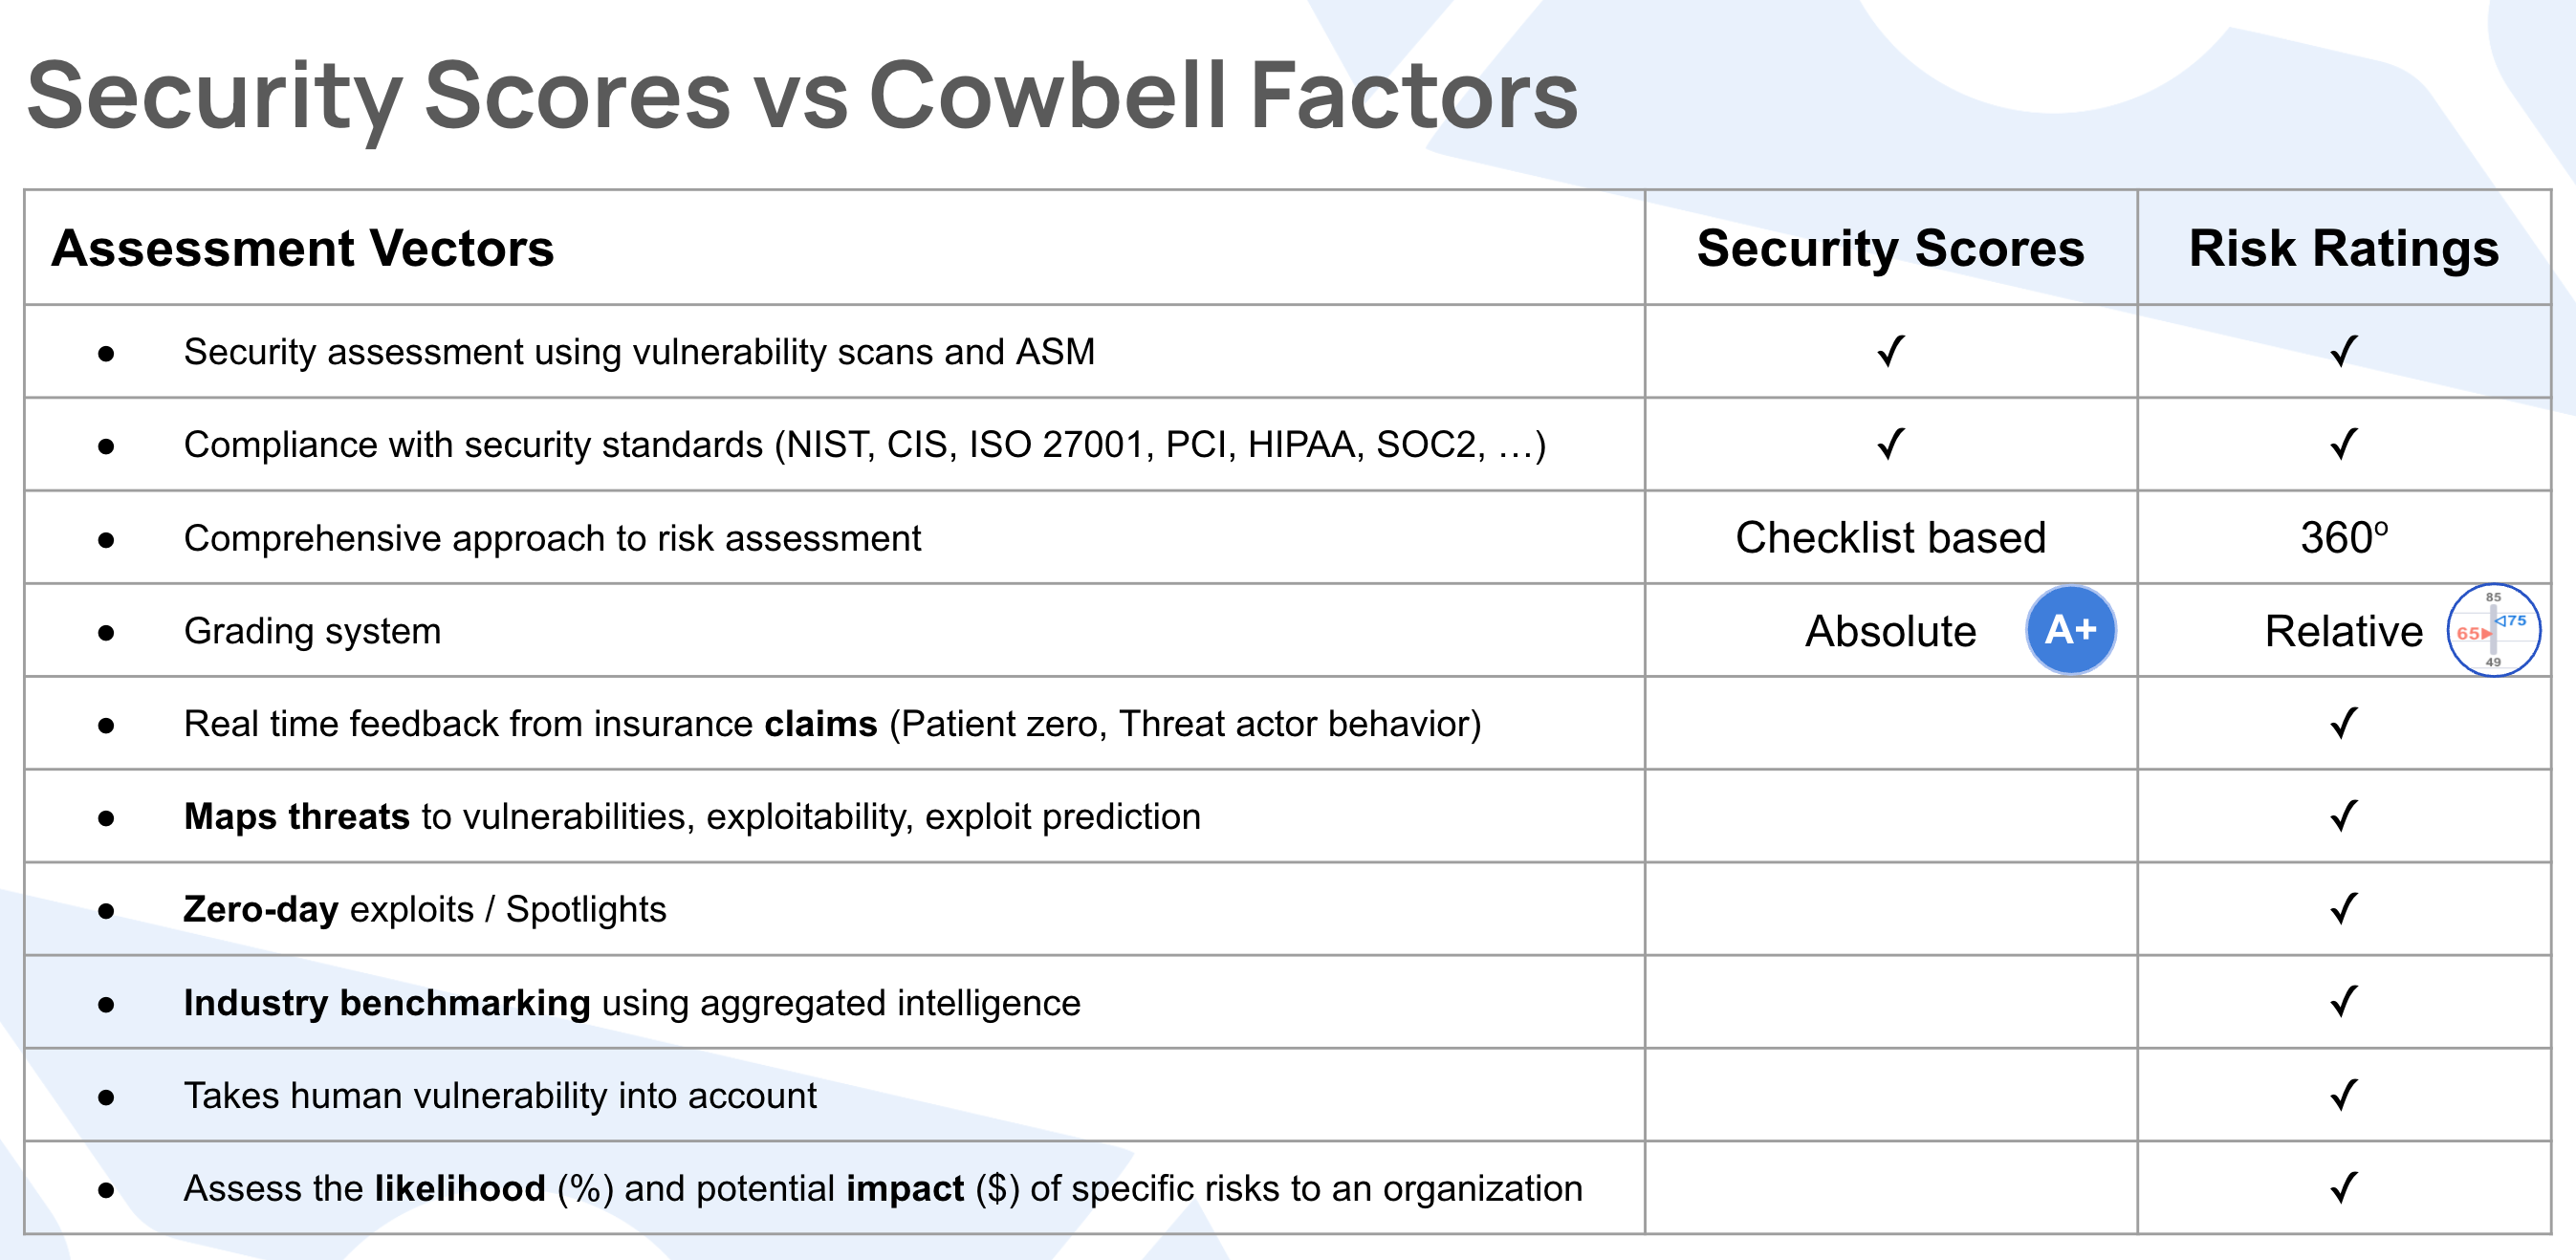 Security Scores vs Cowbell Factors
Assessment Vectors Security Scores Risk Ratings
● Security assessment using vulnerability scans and ASM ✓ ✓
● Compliance with security standards (NIST, CIS, ISO 27001, PCI, HIPAA, SOC2, …) ✓ ✓
● Comprehensive approach to risk assessment Checklist based 360º
● Grading system Absolute A+ Relative 85 ◁75 65▶ 49
● Real time feedback from insurance claims (Patient zero, Threat actor behavior) ✓
● Maps threats to vulnerabilities, exploitability, exploit prediction ✓
● Zero-day exploits / Spotlights ✓
● Industry benchmarking using aggregated intelligence ✓
● Takes human vulnerability into account ✓
● Assess the likelihood (%) and potential impact ($) of specific risks to an organization ✓